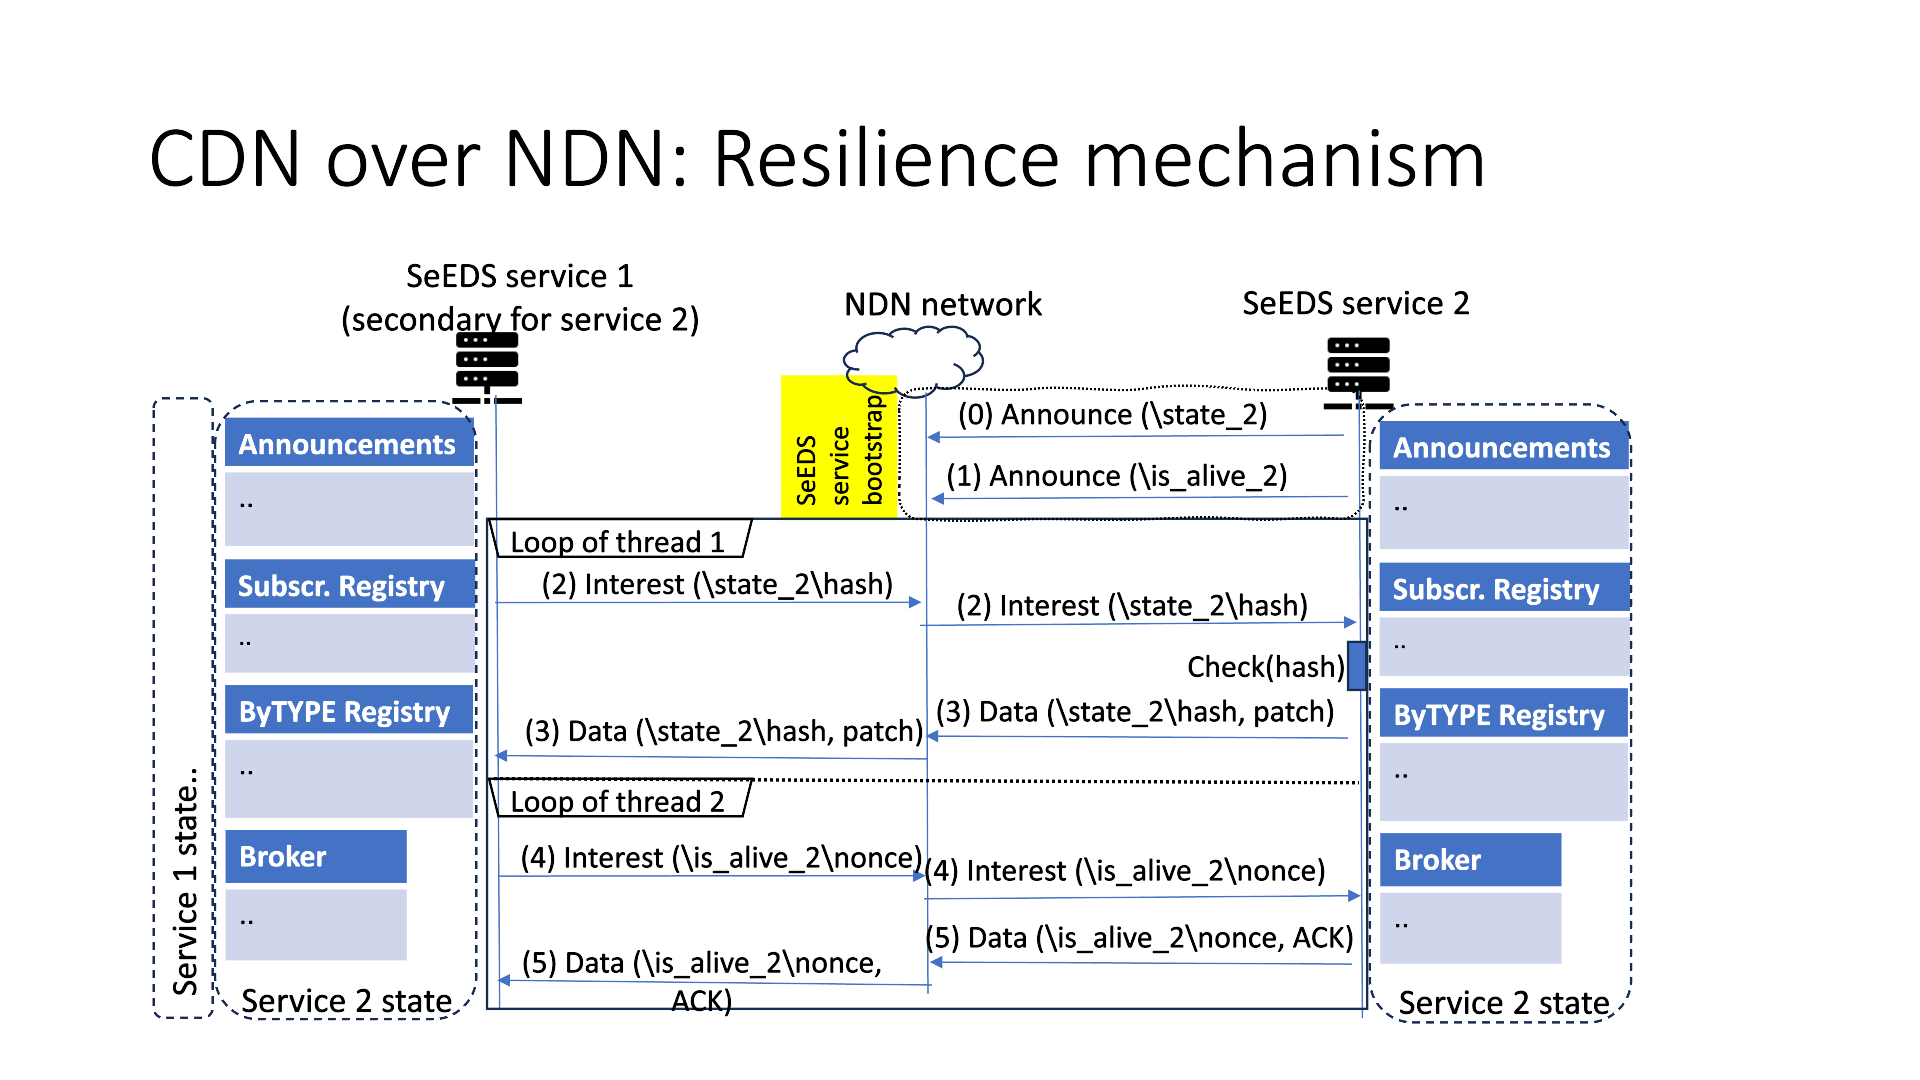 CDN over NDN: Resilience mechanism
SeEDS service 1
(secondary for service 2)
NDN network
SeEDS service 2
SeEDS
service
bootstrap
(0) Announce (\state_2)
(1) Announce (\is_alive_2)
Service 1 state..
Announcements
..
Subscr. Registry
..
ByTYPE Registry
..
Broker
..
Service 2 state
Loop of thread 1
(2) Interest (\state_2\hash)
(2) Interest (\state_2\hash)
Check(hash)
(3) Data (\state_2\hash, patch)
(3) Data (\state_2\hash, patch)
Loop of thread 2
(4) Interest (\is_alive_2\nonce)
(4) Interest (\is_alive_2\nonce)
(5) Data (\is_alive_2\nonce, ACK)
(5) Data (\is_alive_2\nonce,
ACK)
Announcements
..
Subscr. Registry
..
ByTYPE Registry
..
Broker
..
Service 2 state